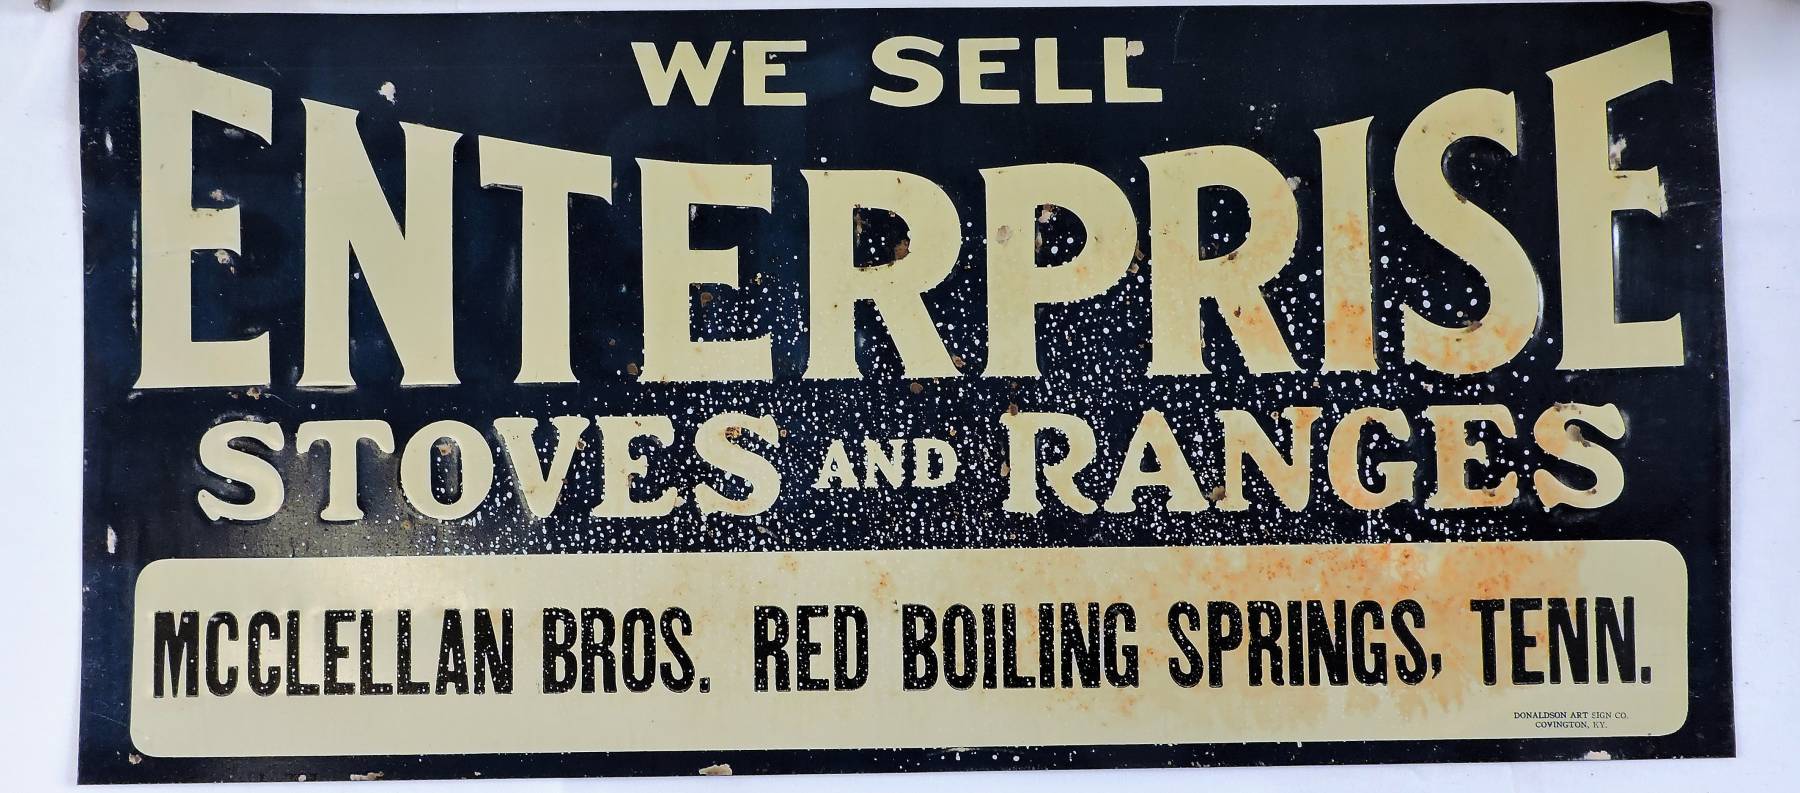 WE SELL
ENTERPRISE
STOVES AND RANGES
MCCLELLAN BROS. RED BOILING SPRINGS, TENN.
DONALDSON ART SIGN CO.
COVINGTON, KY.